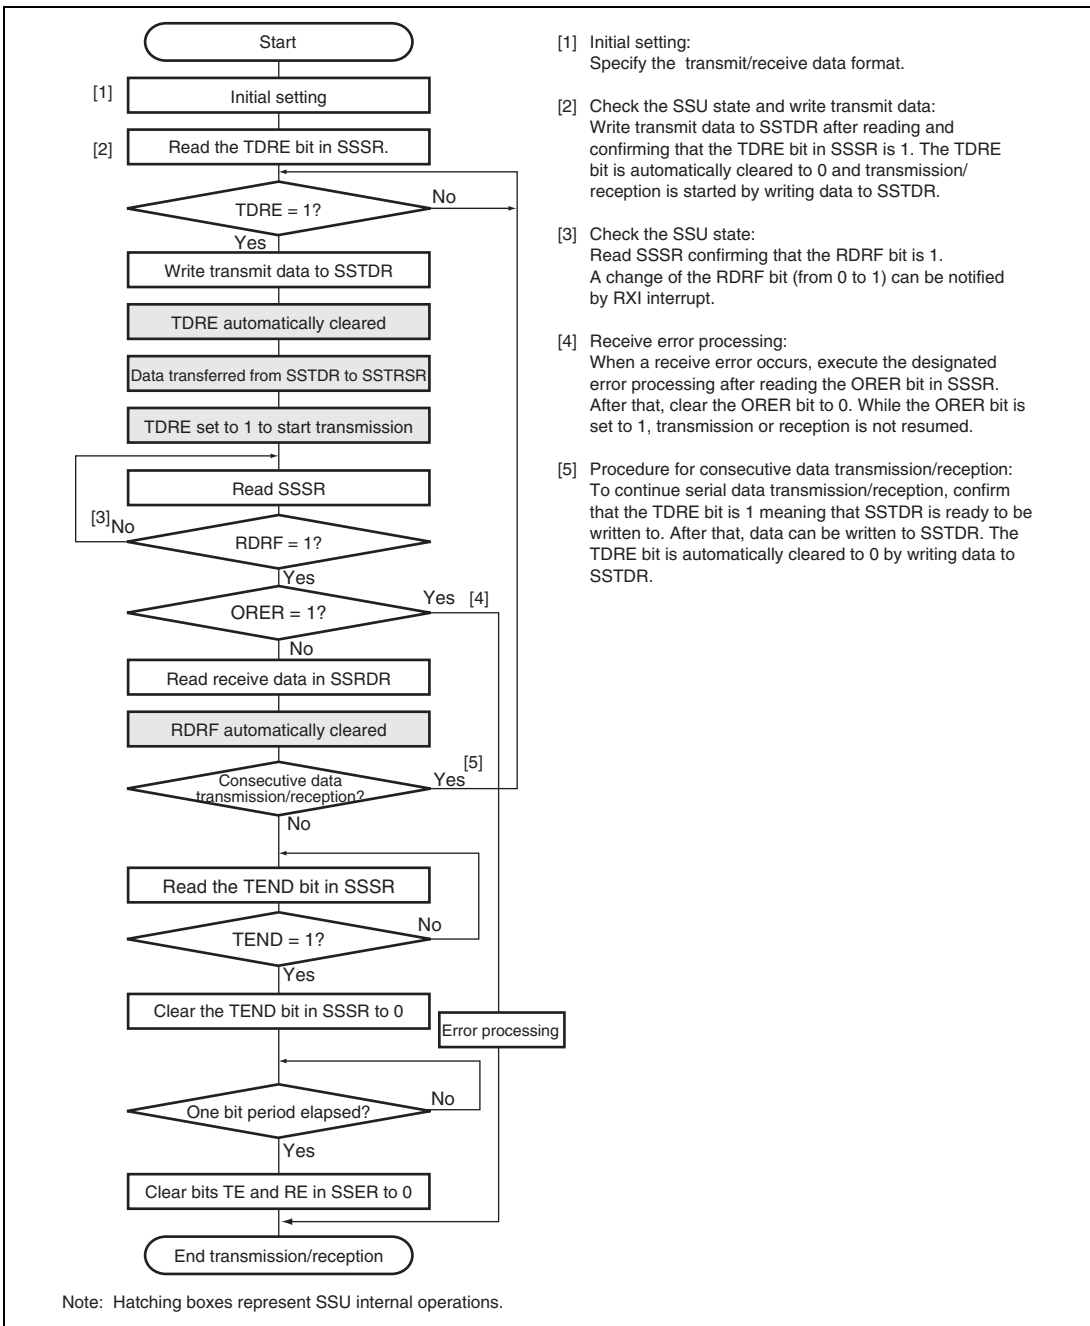 Start
[1] Initial setting
[2] Read the TDRE bit in SSSR.
TDRE = 1?
No
Yes
Write transmit data to SSTDR
TDRE automatically cleared
Data transferred from SSTDR to SSTRSR
TDRE set to 1 to start transmission
Read SSSR
[3] No
RDRF = 1?
Yes
ORER = 1?
Yes [4]
No
Read receive data in SSRDR
RDRF automatically cleared
[5]
Consecutive data
transmission/reception?
Yes
No
Read the TEND bit in SSSR
TEND = 1?
No
Yes
Clear the TEND bit in SSSR to 0
Error processing
One bit period elapsed?
No
Yes
Clear bits TE and RE in SSER to 0
End transmission/reception
[1] Initial setting:
Specify the transmit/receive data format.
[2] Check the SSU state and write transmit data:
Write transmit data to SSTDR after reading and
confirming that the TDRE bit in SSSR is 1. The TDRE
bit is automatically cleared to 0 and transmission/
reception is started by writing data to SSTDR.
[3] Check the SSU state:
Read SSSR confirming that the RDRF bit is 1.
A change of the RDRF bit (from 0 to 1) can be notified
by RXI interrupt.
[4] Receive error processing:
When a receive error occurs, execute the designated
error processing after reading the ORER bit in SSSR.
After that, clear the ORER bit to 0. While the ORER bit is
set to 1, transmission or reception is not resumed.
[5] Procedure for consecutive data transmission/reception:
To continue serial data transmission/reception, confirm
that the TDRE bit is 1 meaning that SSTDR is ready to be
written to. After that, data can be written to SSTDR. The
TDRE bit is automatically cleared to 0 by writing data to
SSTDR.
Note: Hatching boxes represent SSU internal operations.